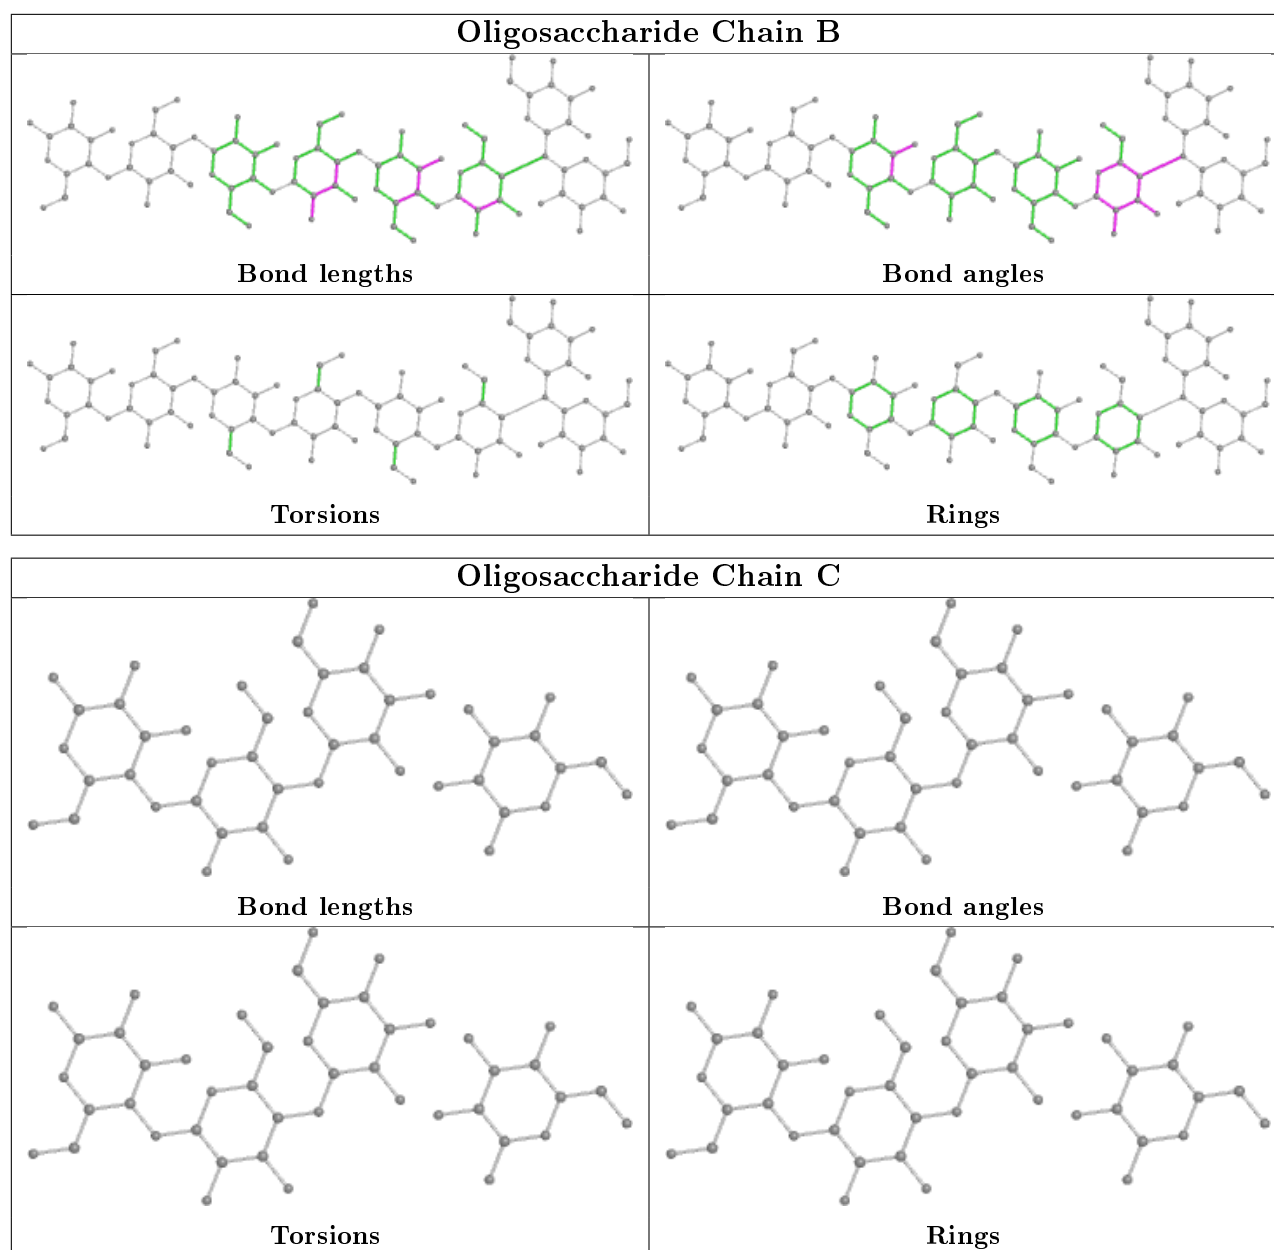 Oligosaccharide Chain B
Bond lengths
Bond angles
Torsions
Rings
Oligosaccharide Chain C
Bond lengths
Bond angles
Torsions
Rings